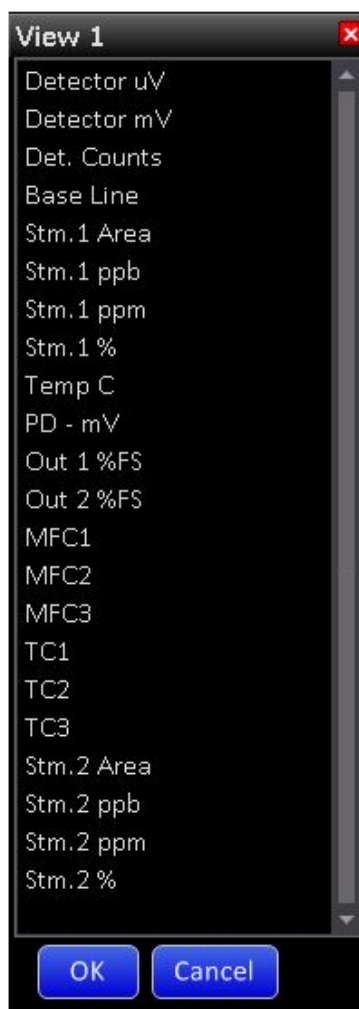 View 1
Detector uV
Detector mV
Det. Counts
Base Line
Stm.1 Area
Stm.1 ppb
Stm.1 ppm
Stm.1 %
Temp C
PD - mV
Out 1 %FS
Out 2 %FS
MFC1
MFC2
MFC3
TC1
TC2
TC3
Stm.2 Area
Stm.2 ppb
Stm.2 ppm
Stm.2 %
OK Cancel